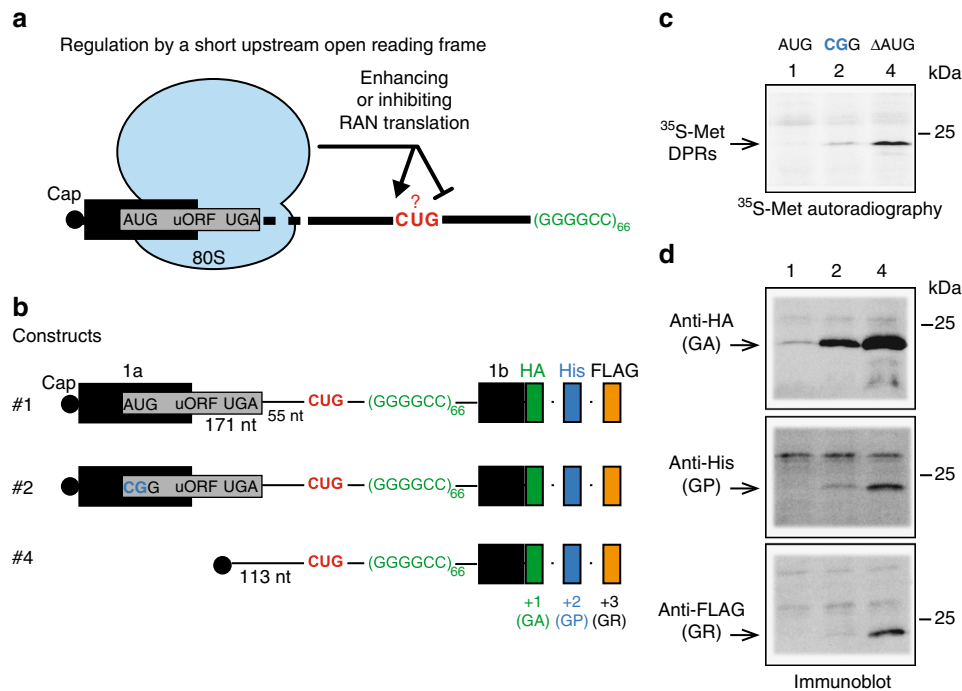 a
Regulation by a short upstream open reading frame
Enhancing
or inhibiting
RAN translation
Cap
AUG uORF UGA
80S
?
CUG
(GGGGCC)66
b
Constructs
1a
1b HA His FLAG
Cap
#1
AUG uORF UGA
171 nt
55 nt
CUG
(GGGGCC)66
#2
CGG uORF UGA
CUG
(GGGGCC)66
#4
113 nt
CUG
(GGGGCC)66
+1 +2 +3
(GA) (GP) (GR)
c
AUG CGG ΔAUG
1 2 4 kDa
35S-Met
DPRs
25
35S-Met autoradiography
d
1 2 4 kDa
Anti-HA
(GA)
25
Anti-His
(GP)
25
Anti-FLAG
(GR)
25
Immunoblot